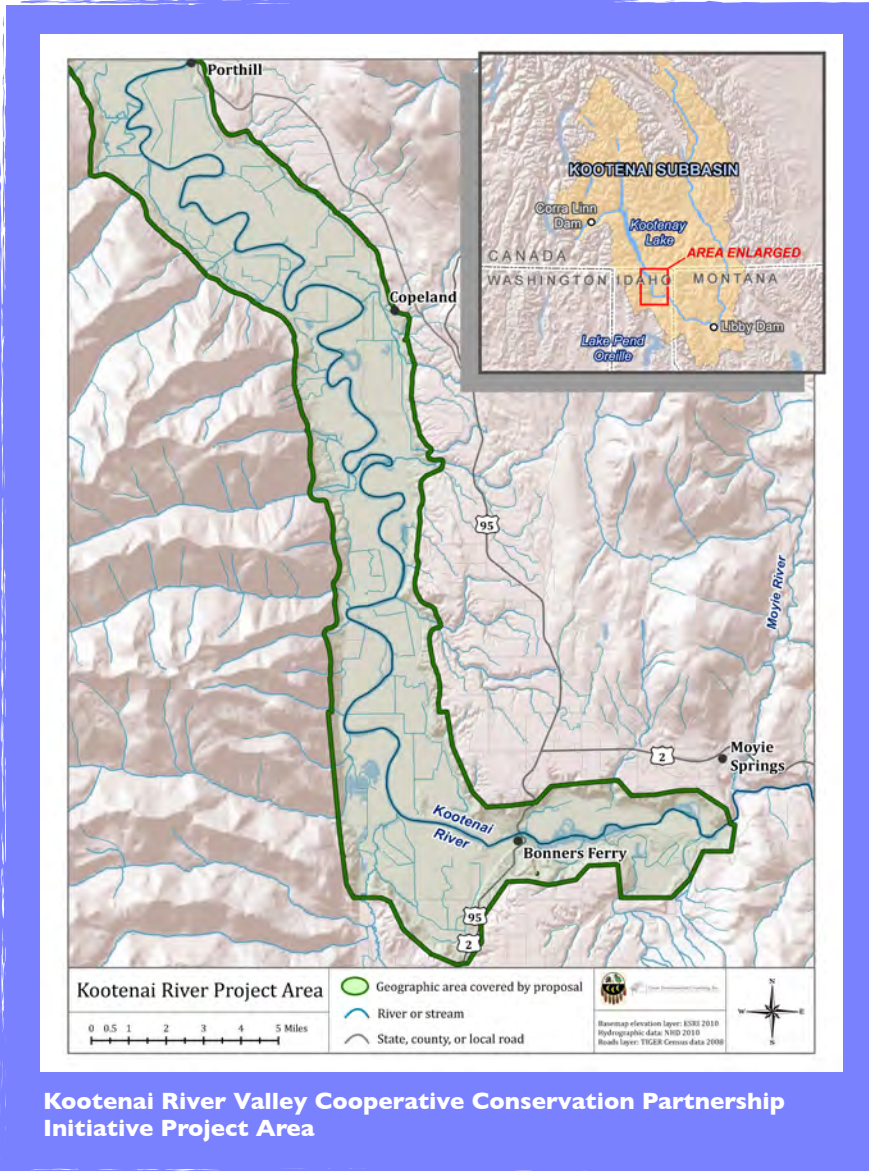 Porthill
KOOTENAI SUBBASIN
Corra Linn
Dam
Kootenay
Lake
CANADA
AREA ENLARGED
WASHINGTON
IDAHO
MONTANA
Libby Dam
Lake Pend
Oreille
Copeland
95
Moyie River
2
Moyie
Springs
Kootenai
River
Bonners Ferry
95
2
Kootenai River Project Area
0 0.5 1 2 3 4 5 Miles
Geographic area covered by proposal
River or stream
State, county, or local road
Basemap elevation layer: ESRI 2010
Hydrographic data: NHD 2010
Roads layer: TIGER Census data 2008
N
W
E
S
Kootenai River Valley Cooperative Conservation Partnership
Initiative Project Area